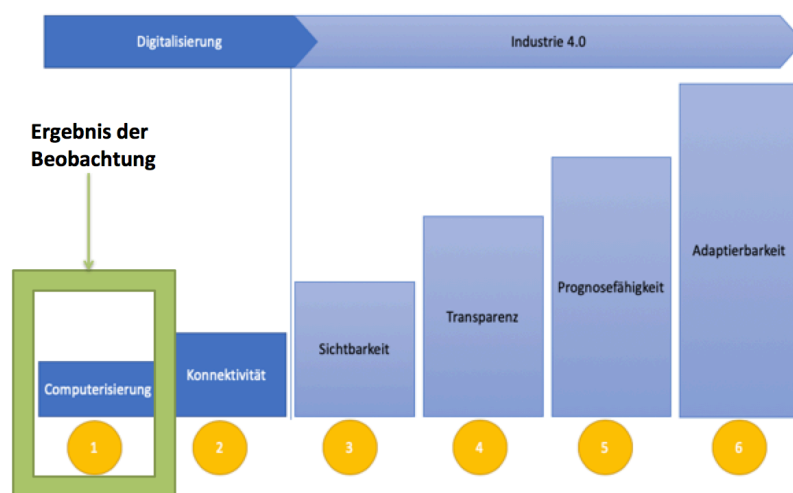 Digitalisierung
Industrie 4.0
Ergebnis der
Beobachtung
Adaptierbarkeit
Prognosefähigkeit
Transparenz
Sichtbarkeit
Konnektivität
Computerisierung
1
2
3
4
5
6